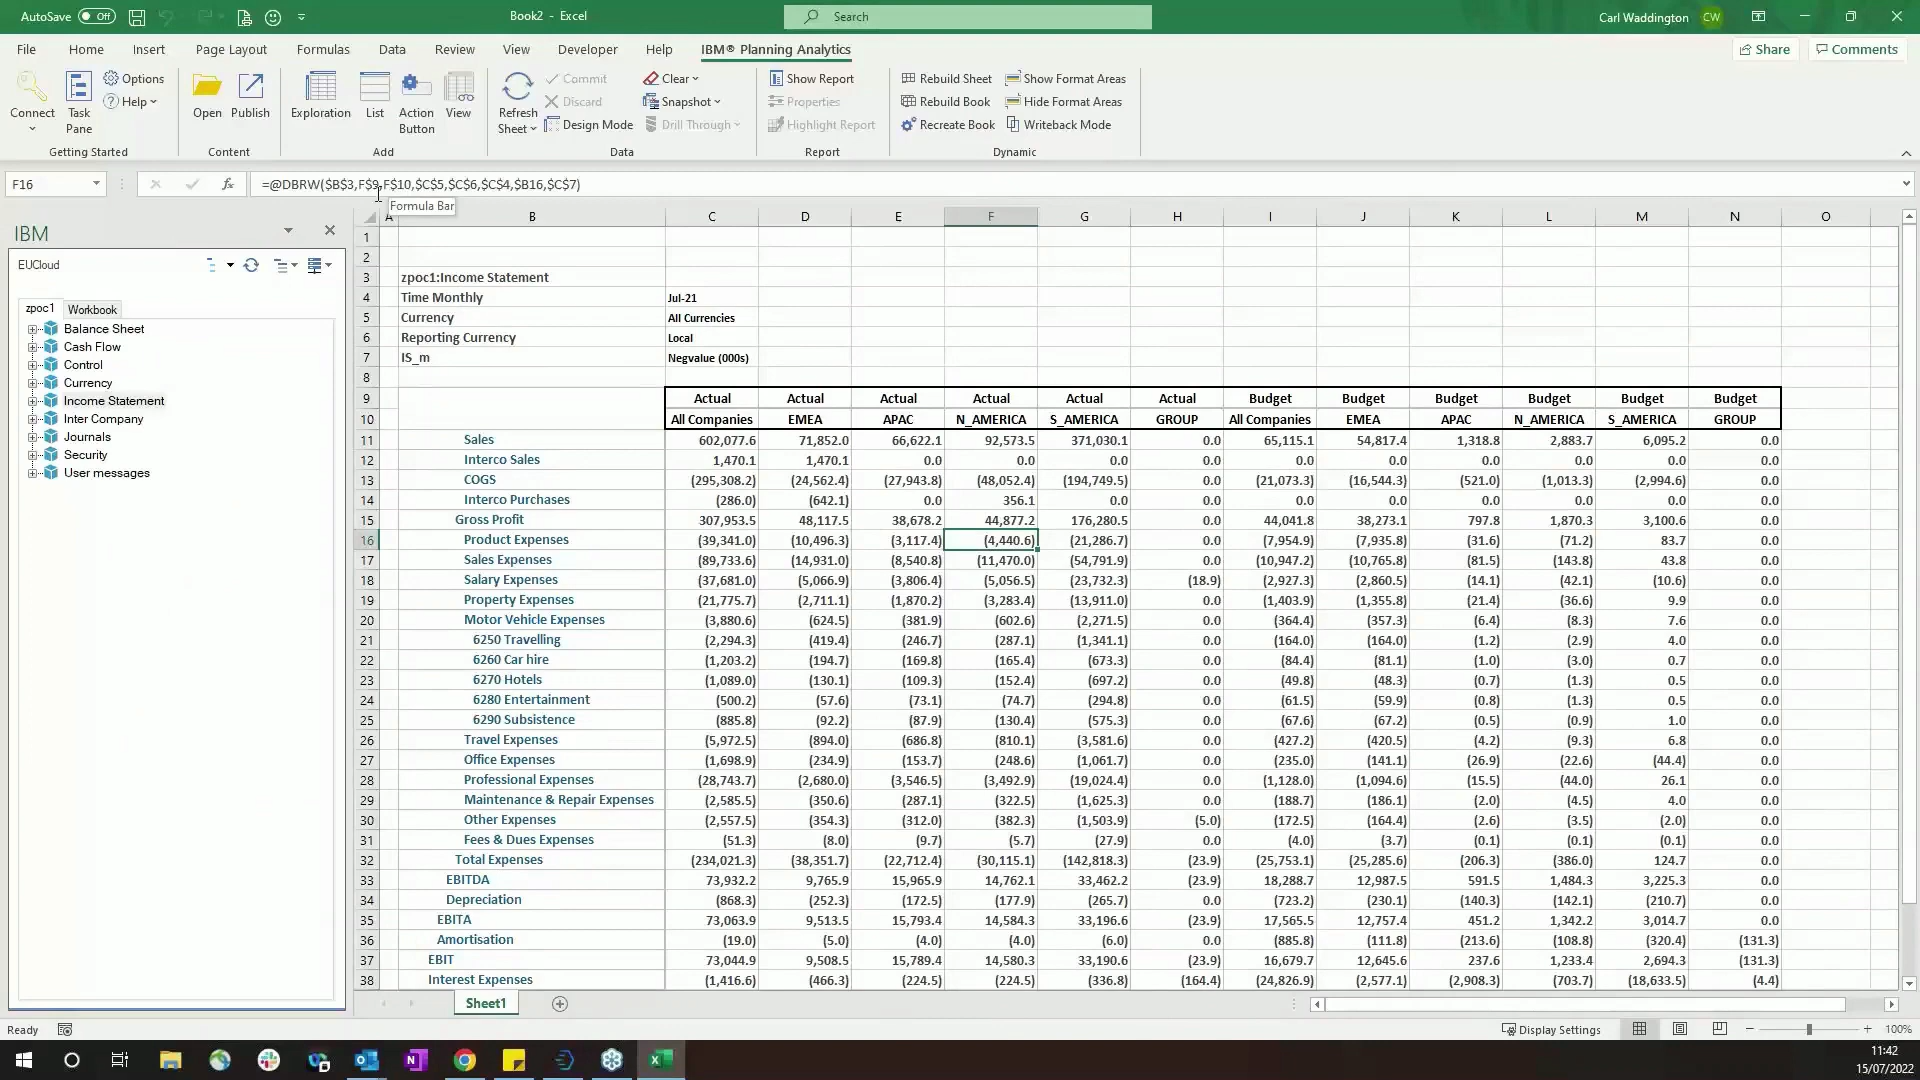 AutoSave Off Book2 - Excel Search Carl Waddington CW
File Home Insert Page Layout Formulas Data Review View Developer Help IBM® Planning Analytics Share Comments
Connect Task Pane Options Help Open Publish Exploration List Action Button View Refresh Sheet Commit Discard Design Mode Clear Snapshot Drill Through Show Report Properties Highlight Report Rebuild Sheet Rebuild Book Recreate Book Show Format Areas Hide Format Areas Writeback Mode
Getting Started Content Add Data Report Dynamic
F16 fx =@DBRW($B$3,F$9,F$10,$C$5,$C$6,$C$4,$B16,$C$7)
Formula Bar
IBM
EUCloud
zpoc1 Workbook
Balance Sheet
Cash Flow
Control
Currency
Income Statement
Inter Company
Journals
Security
User messages
A B C D E F G H I J K L M N O
1
2
3 zpoc1:Income Statement
4 Time Monthly Jul-21
5 Currency All Currencies
6 Reporting Currency Local
7 IS_m Negvalue (000s)
8
9 Actual Actual Actual Actual Actual Actual Budget Budget Budget Budget Budget Budget
10 All Companies EMEA APAC N_AMERICA S_AMERICA GROUP All Companies EMEA APAC N_AMERICA S_AMERICA GROUP
11 Sales 602,077.6 71,852.0 66,622.1 92,573.5 371,030.1 0.0 65,115.1 54,817.4 1,318.8 2,883.7 6,095.2 0.0
12 Interco Sales 1,470.1 1,470.1 0.0 0.0 0.0 0.0 0.0 0.0 0.0 0.0 0.0 0.0
13 COGS (295,308.2) (24,562.4) (27,943.8) (48,052.4) (194,749.5) 0.0 (21,073.3) (16,544.3) (521.0) (1,013.3) (2,994.6) 0.0
14 Interco Purchases (286.0) (642.1) 0.0 356.1 0.0 0.0 0.0 0.0 0.0 0.0 0.0 0.0
15 Gross Profit 307,953.5 48,117.5 38,678.2 44,877.2 176,280.5 0.0 44,041.8 38,273.1 797.8 1,870.3 3,100.6 0.0
16 Product Expenses (39,341.0) (10,496.3) (3,117.4) (4,440.6) (21,286.7) 0.0 (7,954.9) (7,935.8) (31.6) (71.2) 83.7 0.0
17 Sales Expenses (89,733.6) (14,931.0) (8,540.8) (11,470.0) (54,791.9) 0.0 (10,947.2) (10,765.8) (81.5) (143.8) 43.8 0.0
18 Salary Expenses (37,681.0) (5,066.9) (3,806.4) (5,056.5) (23,732.3) (18.9) (2,927.3) (2,860.5) (14.1) (42.1) (10.6) 0.0
19 Property Expenses (21,775.7) (2,711.1) (1,870.2) (3,283.4) (13,911.0) 0.0 (1,403.9) (1,355.8) (21.4) (36.6) 9.9 0.0
20 Motor Vehicle Expenses (3,880.6) (624.5) (381.9) (602.6) (2,271.5) 0.0 (364.4) (357.3) (6.4) (8.3) 7.6 0.0
21 6250 Travelling (2,294.3) (419.4) (246.7) (287.1) (1,341.1) 0.0 (164.0) (164.0) (1.2) (2.9) 4.0 0.0
22 6260 Car hire (1,203.2) (194.7) (169.8) (165.4) (673.3) 0.0 (84.4) (81.1) (1.0) (3.0) 0.7 0.0
23 6270 Hotels (1,089.0) (130.1) (109.3) (152.4) (697.2) 0.0 (49.8) (48.3) (0.7) (1.3) 0.5 0.0
24 6280 Entertainment (500.2) (57.6) (73.1) (74.7) (294.8) 0.0 (61.5) (59.9) (0.8) (1.3) 0.5 0.0
25 6290 Subsistence (885.8) (92.2) (87.9) (130.4) (575.3) 0.0 (67.6) (67.2) (0.5) (0.9) 1.0 0.0
26 Travel Expenses (5,972.5) (894.0) (686.8) (810.1) (3,581.6) 0.0 (427.2) (420.5) (4.2) (9.3) 6.8 0.0
27 Office Expenses (1,698.9) (234.9) (153.7) (248.6) (1,061.7) 0.0 (235.0) (141.1) (26.9) (22.6) (44.4) 0.0
28 Professional Expenses (28,743.7) (2,680.0) (3,546.5) (3,492.9) (19,024.4) 0.0 (1,128.0) (1,094.6) (15.5) (44.0) 26.1 0.0
29 Maintenance & Repair Expenses (2,585.5) (350.6) (287.1) (322.5) (1,625.3) 0.0 (188.7) (186.1) (2.0) (4.5) 4.0 0.0
30 Other Expenses (2,557.5) (354.3) (312.0) (382.3) (1,503.9) (5.0) (172.5) (164.4) (2.6) (3.5) (2.0) 0.0
31 Fees & Dues Expenses (51.3) (8.0) (9.7) (5.7) (27.9) 0.0 (4.0) (3.7) (0.1) (0.1) (0.1) 0.0
32 Total Expenses (234,021.3) (38,351.7) (22,712.4) (30,115.1) (142,818.3) (23.9) (25,753.1) (25,285.6) (206.3) (386.0) 124.7 0.0
33 EBITDA 73,932.2 9,765.9 15,965.9 14,762.1 33,462.2 (23.9) 18,288.7 12,987.5 591.5 1,484.3 3,225.3 0.0
34 Depreciation (868.3) (252.3) (172.5) (177.9) (265.7) 0.0 (723.2) (230.1) (140.3) (142.1) (210.7) 0.0
35 EBITA 73,063.9 9,513.5 15,793.4 14,584.3 33,196.6 (23.9) 17,565.5 12,757.4 451.2 1,342.2 3,014.7 0.0
36 Amortisation (19.0) (5.0) (4.0) (4.0) (6.0) 0.0 (885.8) (111.8) (213.6) (108.8) (320.4) (131.3)
37 EBIT 73,044.9 9,508.5 15,789.4 14,580.3 33,190.6 (23.9) 16,679.7 12,645.6 237.6 1,233.4 2,694.3 (131.3)
38 Interest Expenses (1,416.6) (466.3) (224.5) (224.5) (336.8) (164.4) (24,826.9) (2,577.1) (2,908.3) (703.7) (18,633.5) (4.4)
Sheet1
Ready Display Settings 100%
11:42
15/07/2022